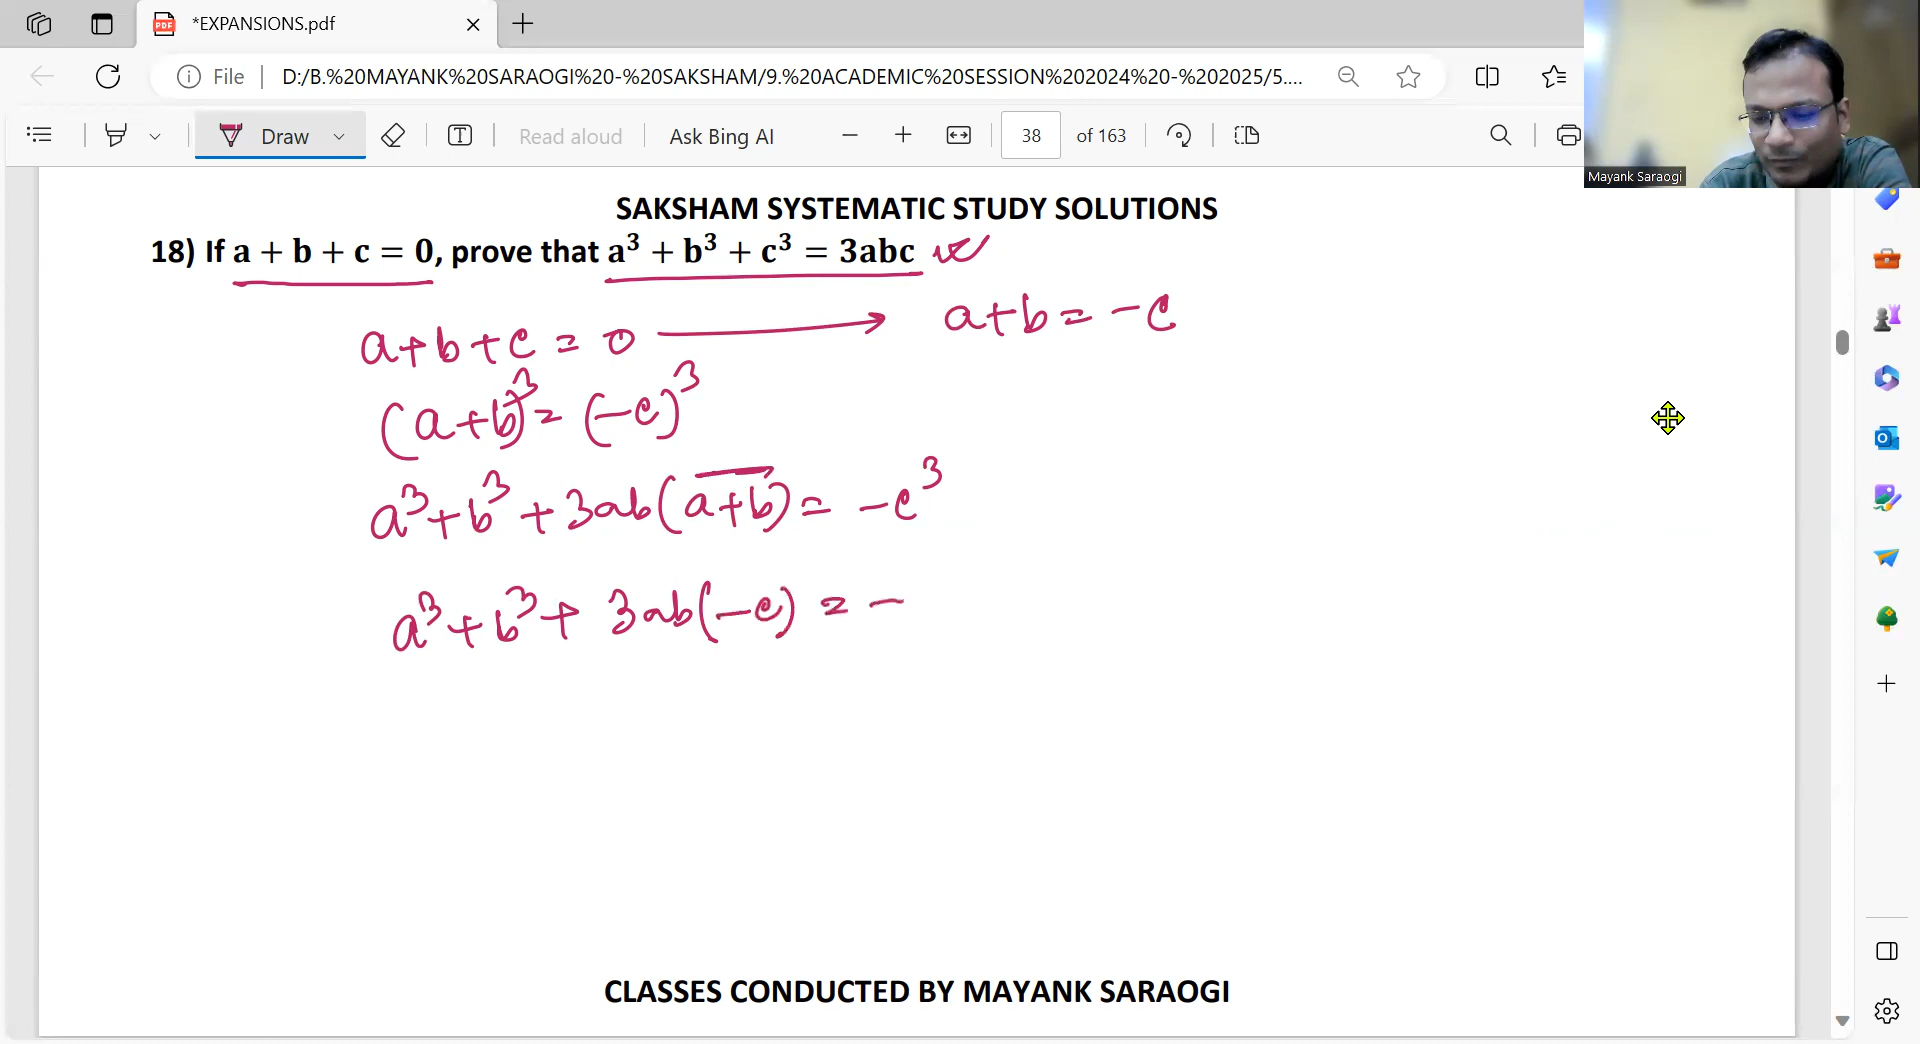 *EXPANSIONS.pdf
File
D:/B.%20MAYANK%20SARAOGI%20-%20SAKSHAM/9.%20ACADEMIC%20SESSION%202024%20-%202025/5....
Draw
Read aloud
Ask Bing AI
38
of 163
Mayank Saraogi
SAKSHAM SYSTEMATIC STUDY SOLUTIONS
18) If a + b + c = 0, prove that a³ + b³ + c³ = 3abc
a+b+c = 0 → a+b = -c
(a+b)³ = (-c)³
a³+b³+3ab(a+b) = -c³
a³+b³+3ab(-c) = -
CLASSES CONDUCTED BY MAYANK SARAOGI